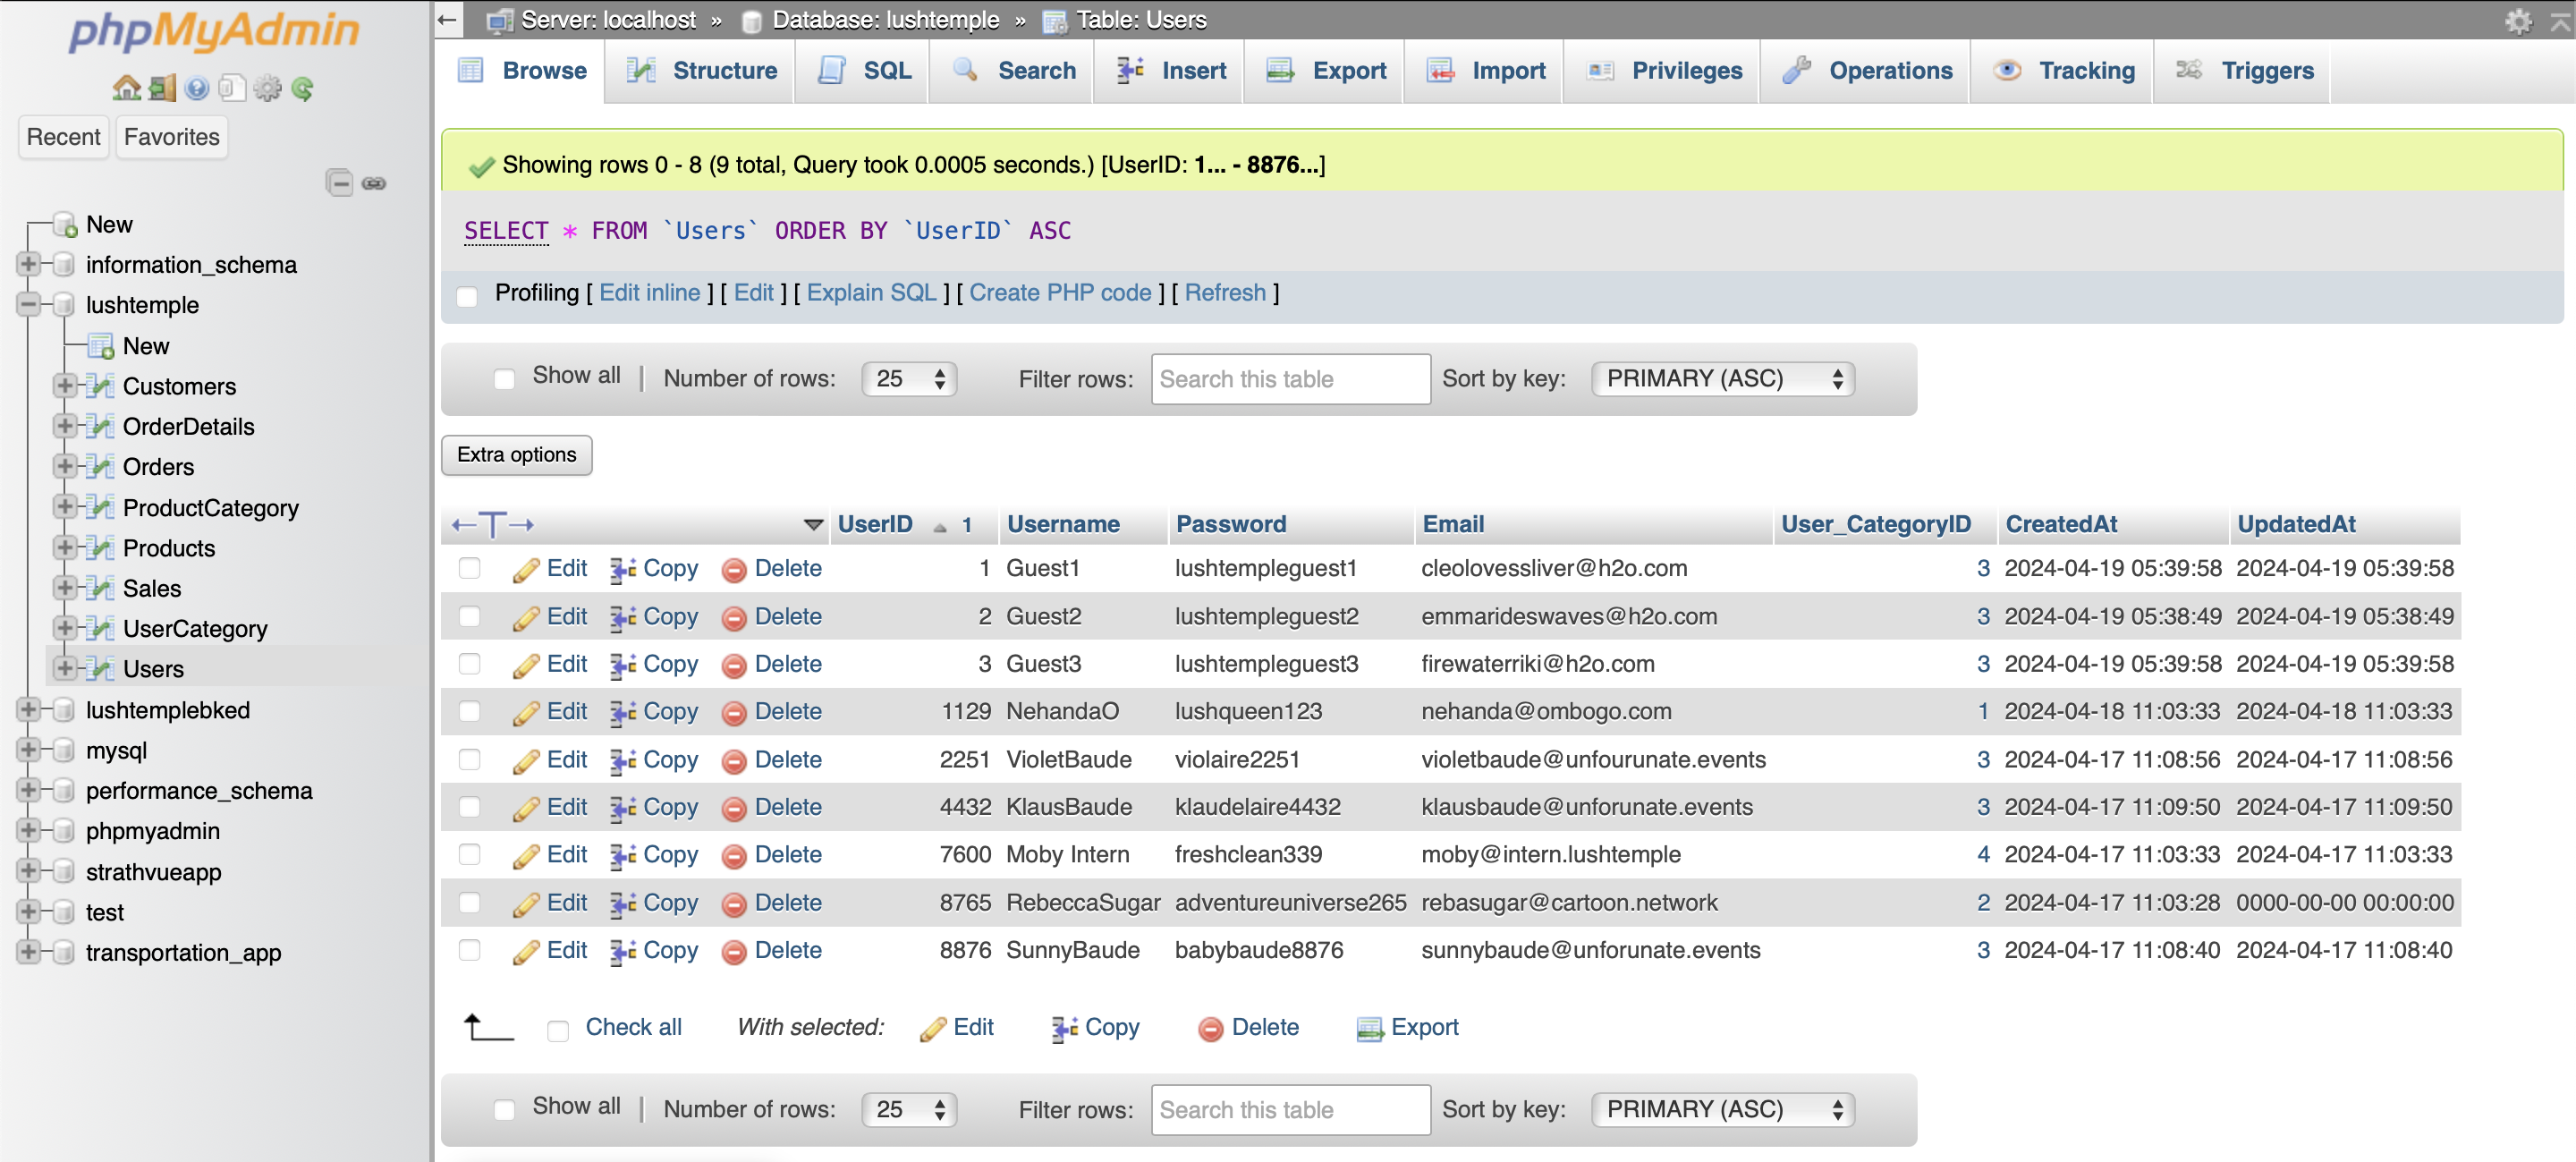 phpMyAdmin
Recent Favorites
New
information_schema
lushtemple
New
Customers
OrderDetails
Orders
ProductCategory
Products
Sales
UserCategory
Users
lushtemplebked
mysql
performance_schema
phpmyadmin
strathvueapp
test
transportation_app
Server: localhost » Database: lushtemple » Table: Users
Browse Structure SQL Search Insert Export Import Privileges Operations Tracking Triggers
Showing rows 0 - 8 (9 total, Query took 0.0005 seconds.) [UserID: 1... - 8876...]
SELECT * FROM `Users` ORDER BY `UserID` ASC
Profiling [ Edit inline ] [ Edit ] [ Explain SQL ] [ Create PHP code ] [ Refresh ]
Show all | Number of rows: 25 Filter rows: Search this table Sort by key: PRIMARY (ASC)
Extra options
UserID 1 Username Password Email User_CategoryID CreatedAt UpdatedAt
Edit Copy Delete 1 Guest1 lushtempleguest1 cleolovessliver@h2o.com 3 2024-04-19 05:39:58 2024-04-19 05:39:58
Edit Copy Delete 2 Guest2 lushtempleguest2 emmarideswaves@h2o.com 3 2024-04-19 05:38:49 2024-04-19 05:38:49
Edit Copy Delete 3 Guest3 lushtempleguest3 firewaterriki@h2o.com 3 2024-04-19 05:39:58 2024-04-19 05:39:58
Edit Copy Delete 1129 NehandaO lushqueen123 nehanda@ombogo.com 1 2024-04-18 11:03:33 2024-04-18 11:03:33
Edit Copy Delete 2251 VioletBaude violaire2251 violetbaude@unfourunate.events 3 2024-04-17 11:08:56 2024-04-17 11:08:56
Edit Copy Delete 4432 KlausBaude klaudelaire4432 klausbaude@unforunate.events 3 2024-04-17 11:09:50 2024-04-17 11:09:50
Edit Copy Delete 7600 Moby Intern freshclean339 moby@intern.lushtemple 4 2024-04-17 11:03:33 2024-04-17 11:03:33
Edit Copy Delete 8765 RebeccaSugar adventureuniverse265 rebasugar@cartoon.network 2 2024-04-17 11:03:28 0000-00-00 00:00:00
Edit Copy Delete 8876 SunnyBaude babybaude8876 sunnybaude@unforunate.events 3 2024-04-17 11:08:40 2024-04-17 11:08:40
Check all With selected: Edit Copy Delete Export
Show all | Number of rows: 25 Filter rows: Search this table Sort by key: PRIMARY (ASC)